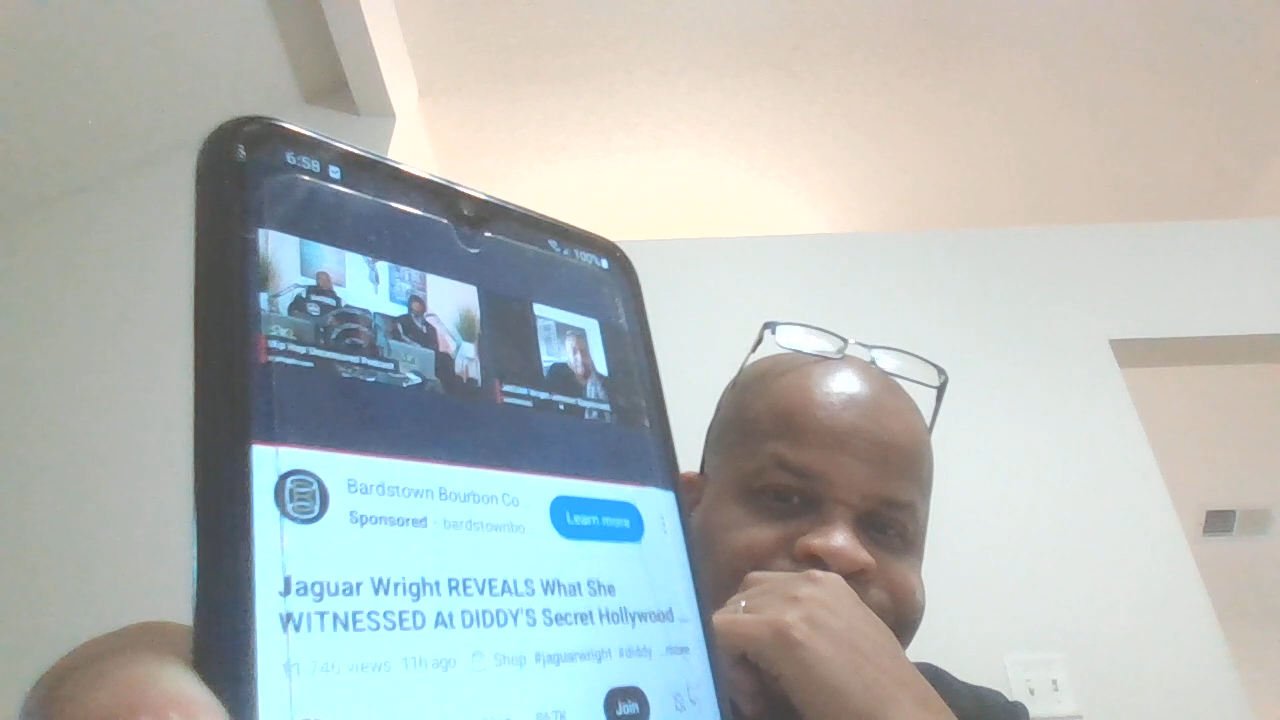 6:58
100%
Bardstown Bourbon Co
Sponsored · bardstownbo
Learn more
Jaguar Wright REVEALS What She
WITNESSED At DIDDY'S Secret Hollywood ...
views 11h ago Shop #jaguarwright #diddy ...more
Join